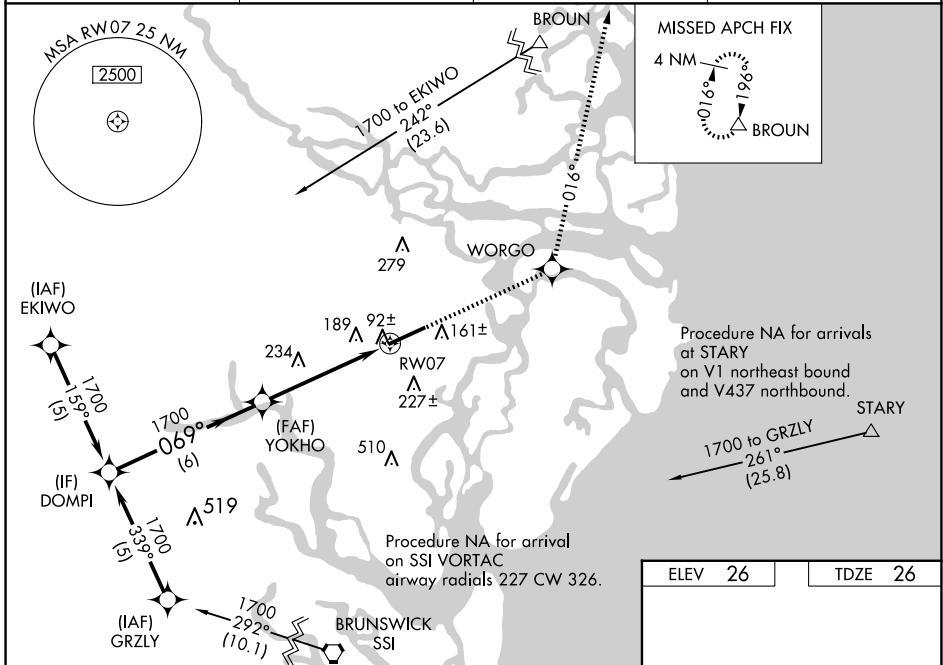 MSA RW07 25 NM
2500
BROUN
1700 to EKIWO
242°
(23.6)
MISSED APCH FIX
4 NM
016°
196°
BROUN
016°
WORGO
279
(IAF)
EKIWO
1700
159°
(5)
189
92±
161±
RW07
234
227±
1700
069°
(6)
(FAF)
YOKHO
(IF)
DOMPI
510
519
1700
339°
(5)
Procedure NA for arrivals
at STARY
on V1 northeast bound
and V437 northbound.
STARY
1700 to GRZLY
261°
(25.8)
Procedure NA for arrival
on SSI VORTAC
airway radials 227 CW 326.
(IAF)
GRZLY
1700
292°
(10.1)
BRUNSWICK
SSI
ELEV 26
TDZE 26